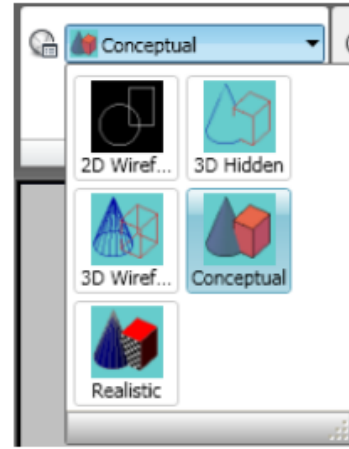 Conceptual
2D Wiref... 3D Hidden
3D Wiref... Conceptual
Realistic